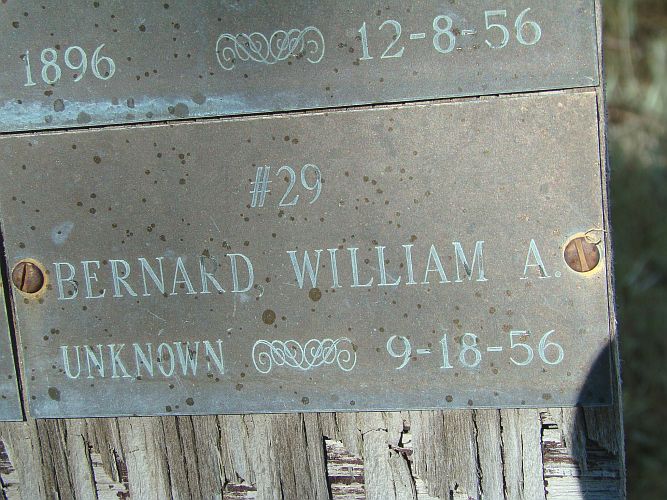 1896 12-8-56
#29
BERNARD, WILLIAM A.
UNKNOWN 9-18-56